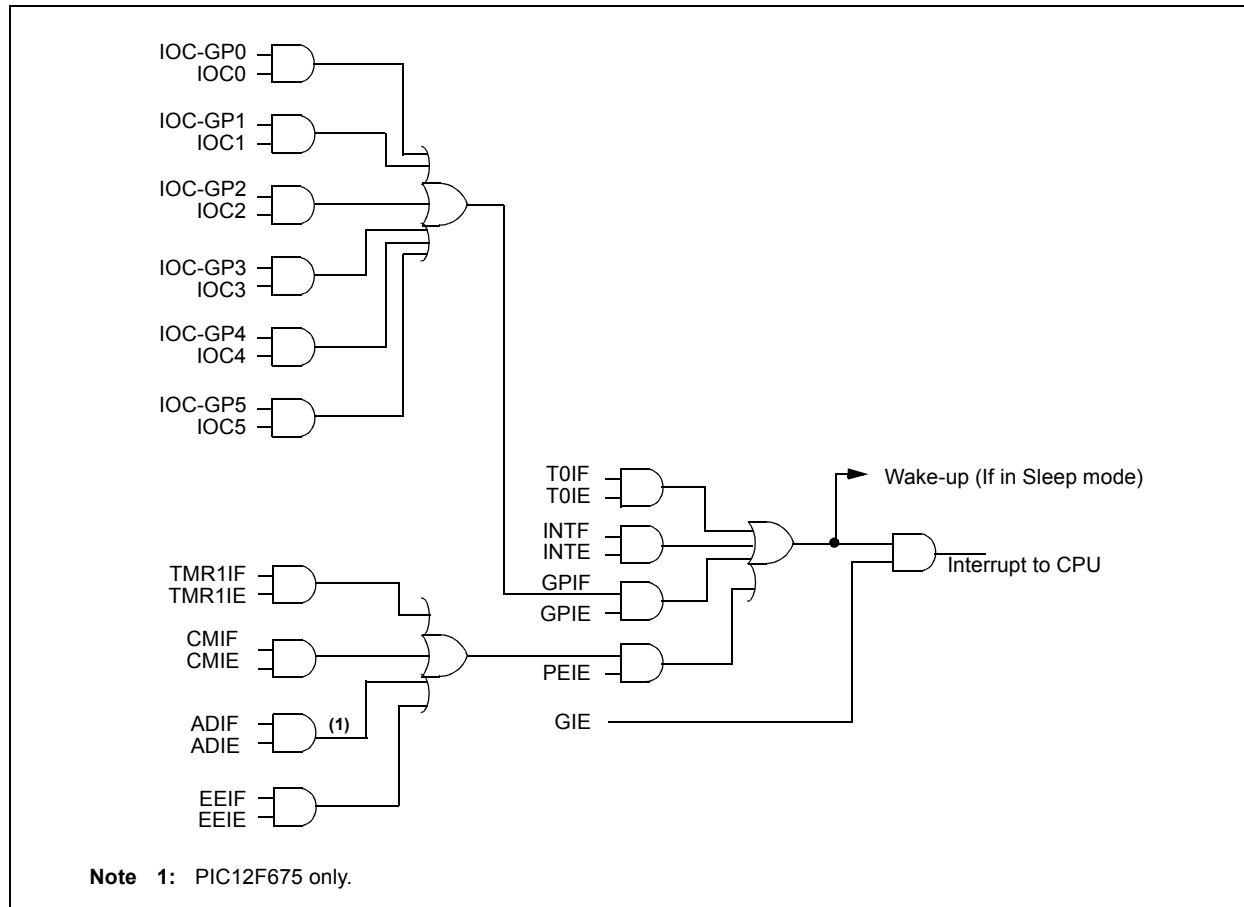 IOC-GP0
IOC0
IOC-GP1
IOC1
IOC-GP2
IOC2
IOC-GP3
IOC3
IOC-GP4
IOC4
IOC-GP5
IOC5
T0IF
T0IE
Wake-up (If in Sleep mode)
INTF
INTE
Interrupt to CPU
TMR1IF
TMR1IE
GPIF
GPIE
CMIF
CMIE
PEIE
ADIF
ADIE
(1)
GIE
EEIF
EEIE
Note 1: PIC12F675 only.